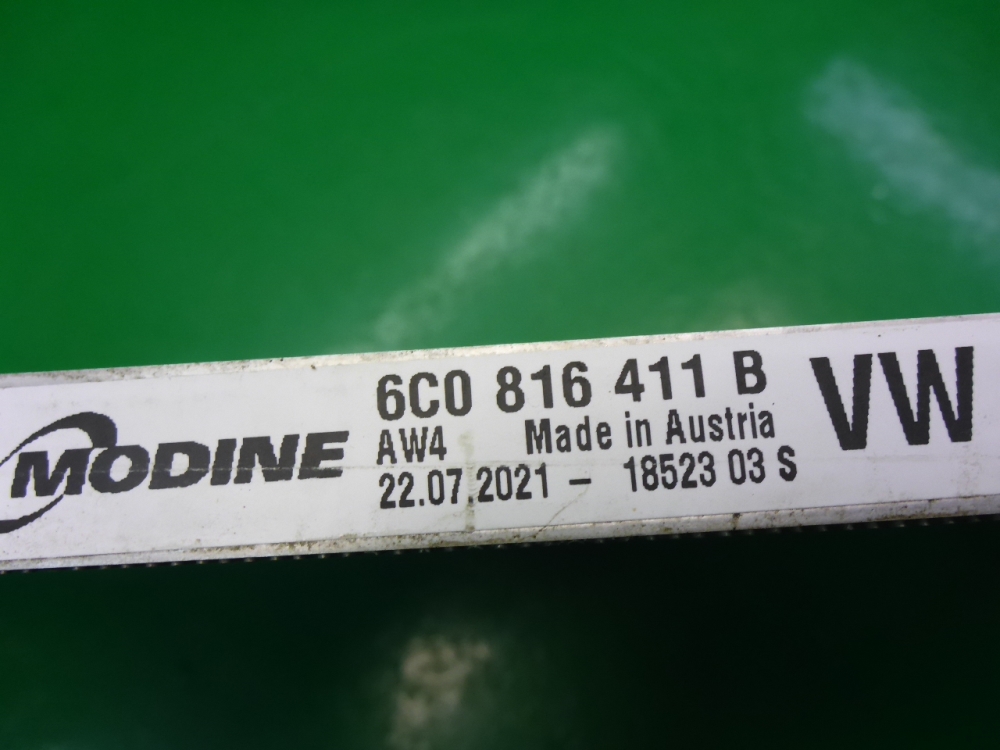 MODINE
6C0 816 411 B
AW4 Made in Austria
22.07.2021 – 18523 03 S
VW